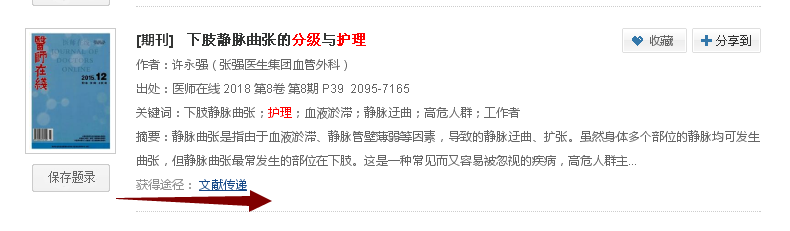 [期刊] 下肢静脉曲张的分级与护理
收藏
分享到
作者：许永强 ( 张强医生集团血管外科 )
出处：医师在线 2018 第8卷 第8期 P39 2095-7165
关键词：下肢静脉曲张；护理；血液淤滞；静脉迂曲；高危人群；工作者
摘要：静脉曲张是指由于血液淤滞、静脉管壁薄弱等因素，导致的静脉迂曲、扩张。虽然身体多个部位的静脉均可发生
曲张，但静脉曲张最常发生的部位在下肢。这是一种常见而又容易被忽视的疾病，高危人群主...
获得途径：文献传递
醫師在線
JOURNAL OF
DOCTORS
ONLINE
2015.12
保存题录